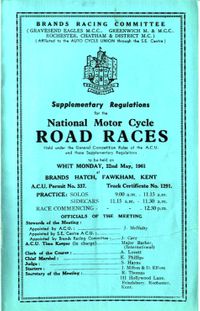 BRANDS RACING COMMITTEE
(GRAVESEND EAGLES M.C.C. GREENWICH M. & M.C.C.
ROCHESTER, CHATHAM & DISTRICT M.C.)
(Affiliated to the AUTO CYCLE UNION through the S.E. Centre)
Supplementary Regulations
for the
National Motor Cycle
ROAD RACES
Held under the General Competition Rules of the A.C.U.
and these Supplementary Regulations
to be held on
WHIT MONDAY, 22nd May, 1961
BRANDS HATCH, FAWKHAM, KENT
A.C.U. Permit No. 337. Track Certificate No. 1291.
PRACTICE: SOLOS 9.00 a.m. - 11.15 a.m.
SIDECARS 11.15 a.m. - 11.30 a.m.
RACE COMMENCING - 12.30 p.m.
OFFICIALS OF THE MEETING
Stewards of the Meeting:
Appointed by A.C.U.: J. McNulty
Appointed by S.E. Centre A.C.U.:
Appointed by Brands Racing Committee: J. Cary
A.C.U. Time Keeper (in charge)
Clerk of the Course: A. Lovett
Chief Marshal: E. Phillips
Judge: S. Hayns
Starters: J. Milton & D. Elliott
Secretary of the Meeting: R. Thomas
181 Hollywood Lane,
Frindsbury, Rochester,
Kent.